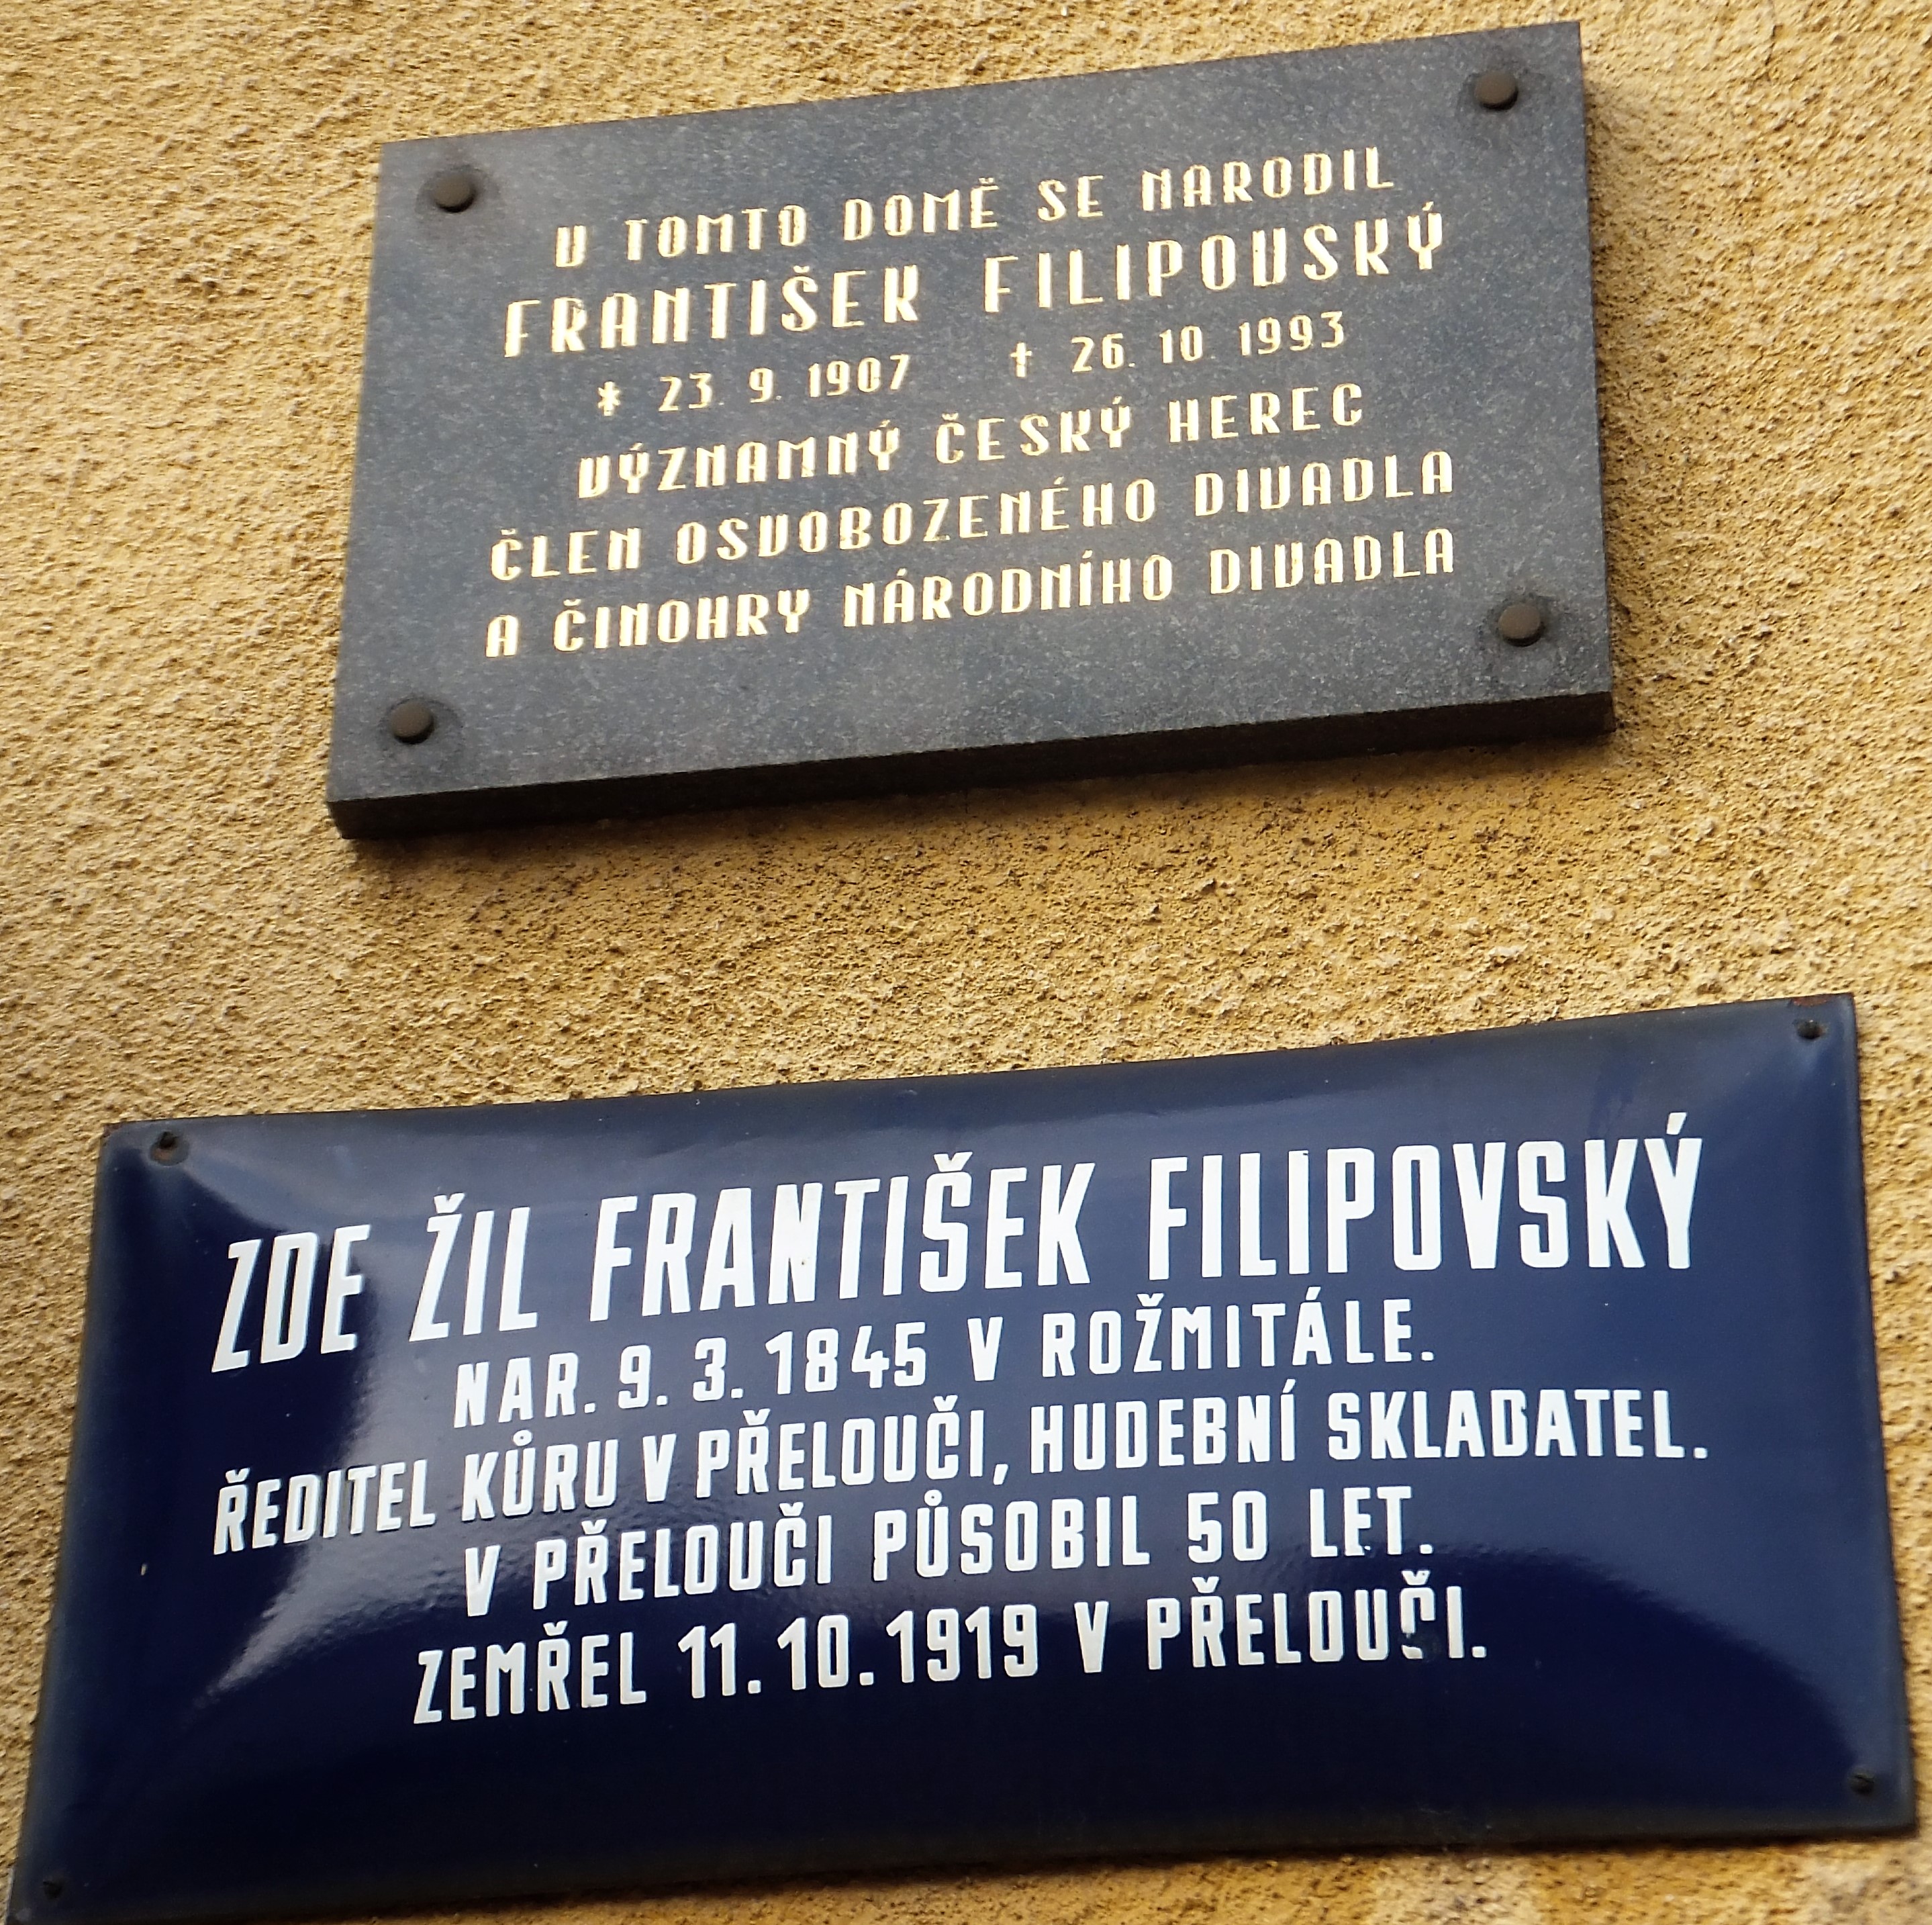 V TOMTO DOMĚ SE NARODIL
FRANTIŠEK FILIPOVSKÝ
* 23. 9. 1907 † 26. 10. 1993
VÝZNAMNÝ ČESKÝ HEREC
ČLEN OSVOBOZENÉHO DIVADLA
A ČINOHRY NÁRODNÍHO DIVADLA
ZDE ŽIL FRANTIŠEK FILIPOVSKÝ
NAR. 9. 3. 1845 V ROŽMITÁLE.
ŘEDITEL KŮRU V PŘELOUČI, HUDEBNÍ SKLADATEL.
V PŘELOUČI PŮSOBIL 50 LET.
ZEMŘEL 11. 10. 1919 V PŘELOUČI.